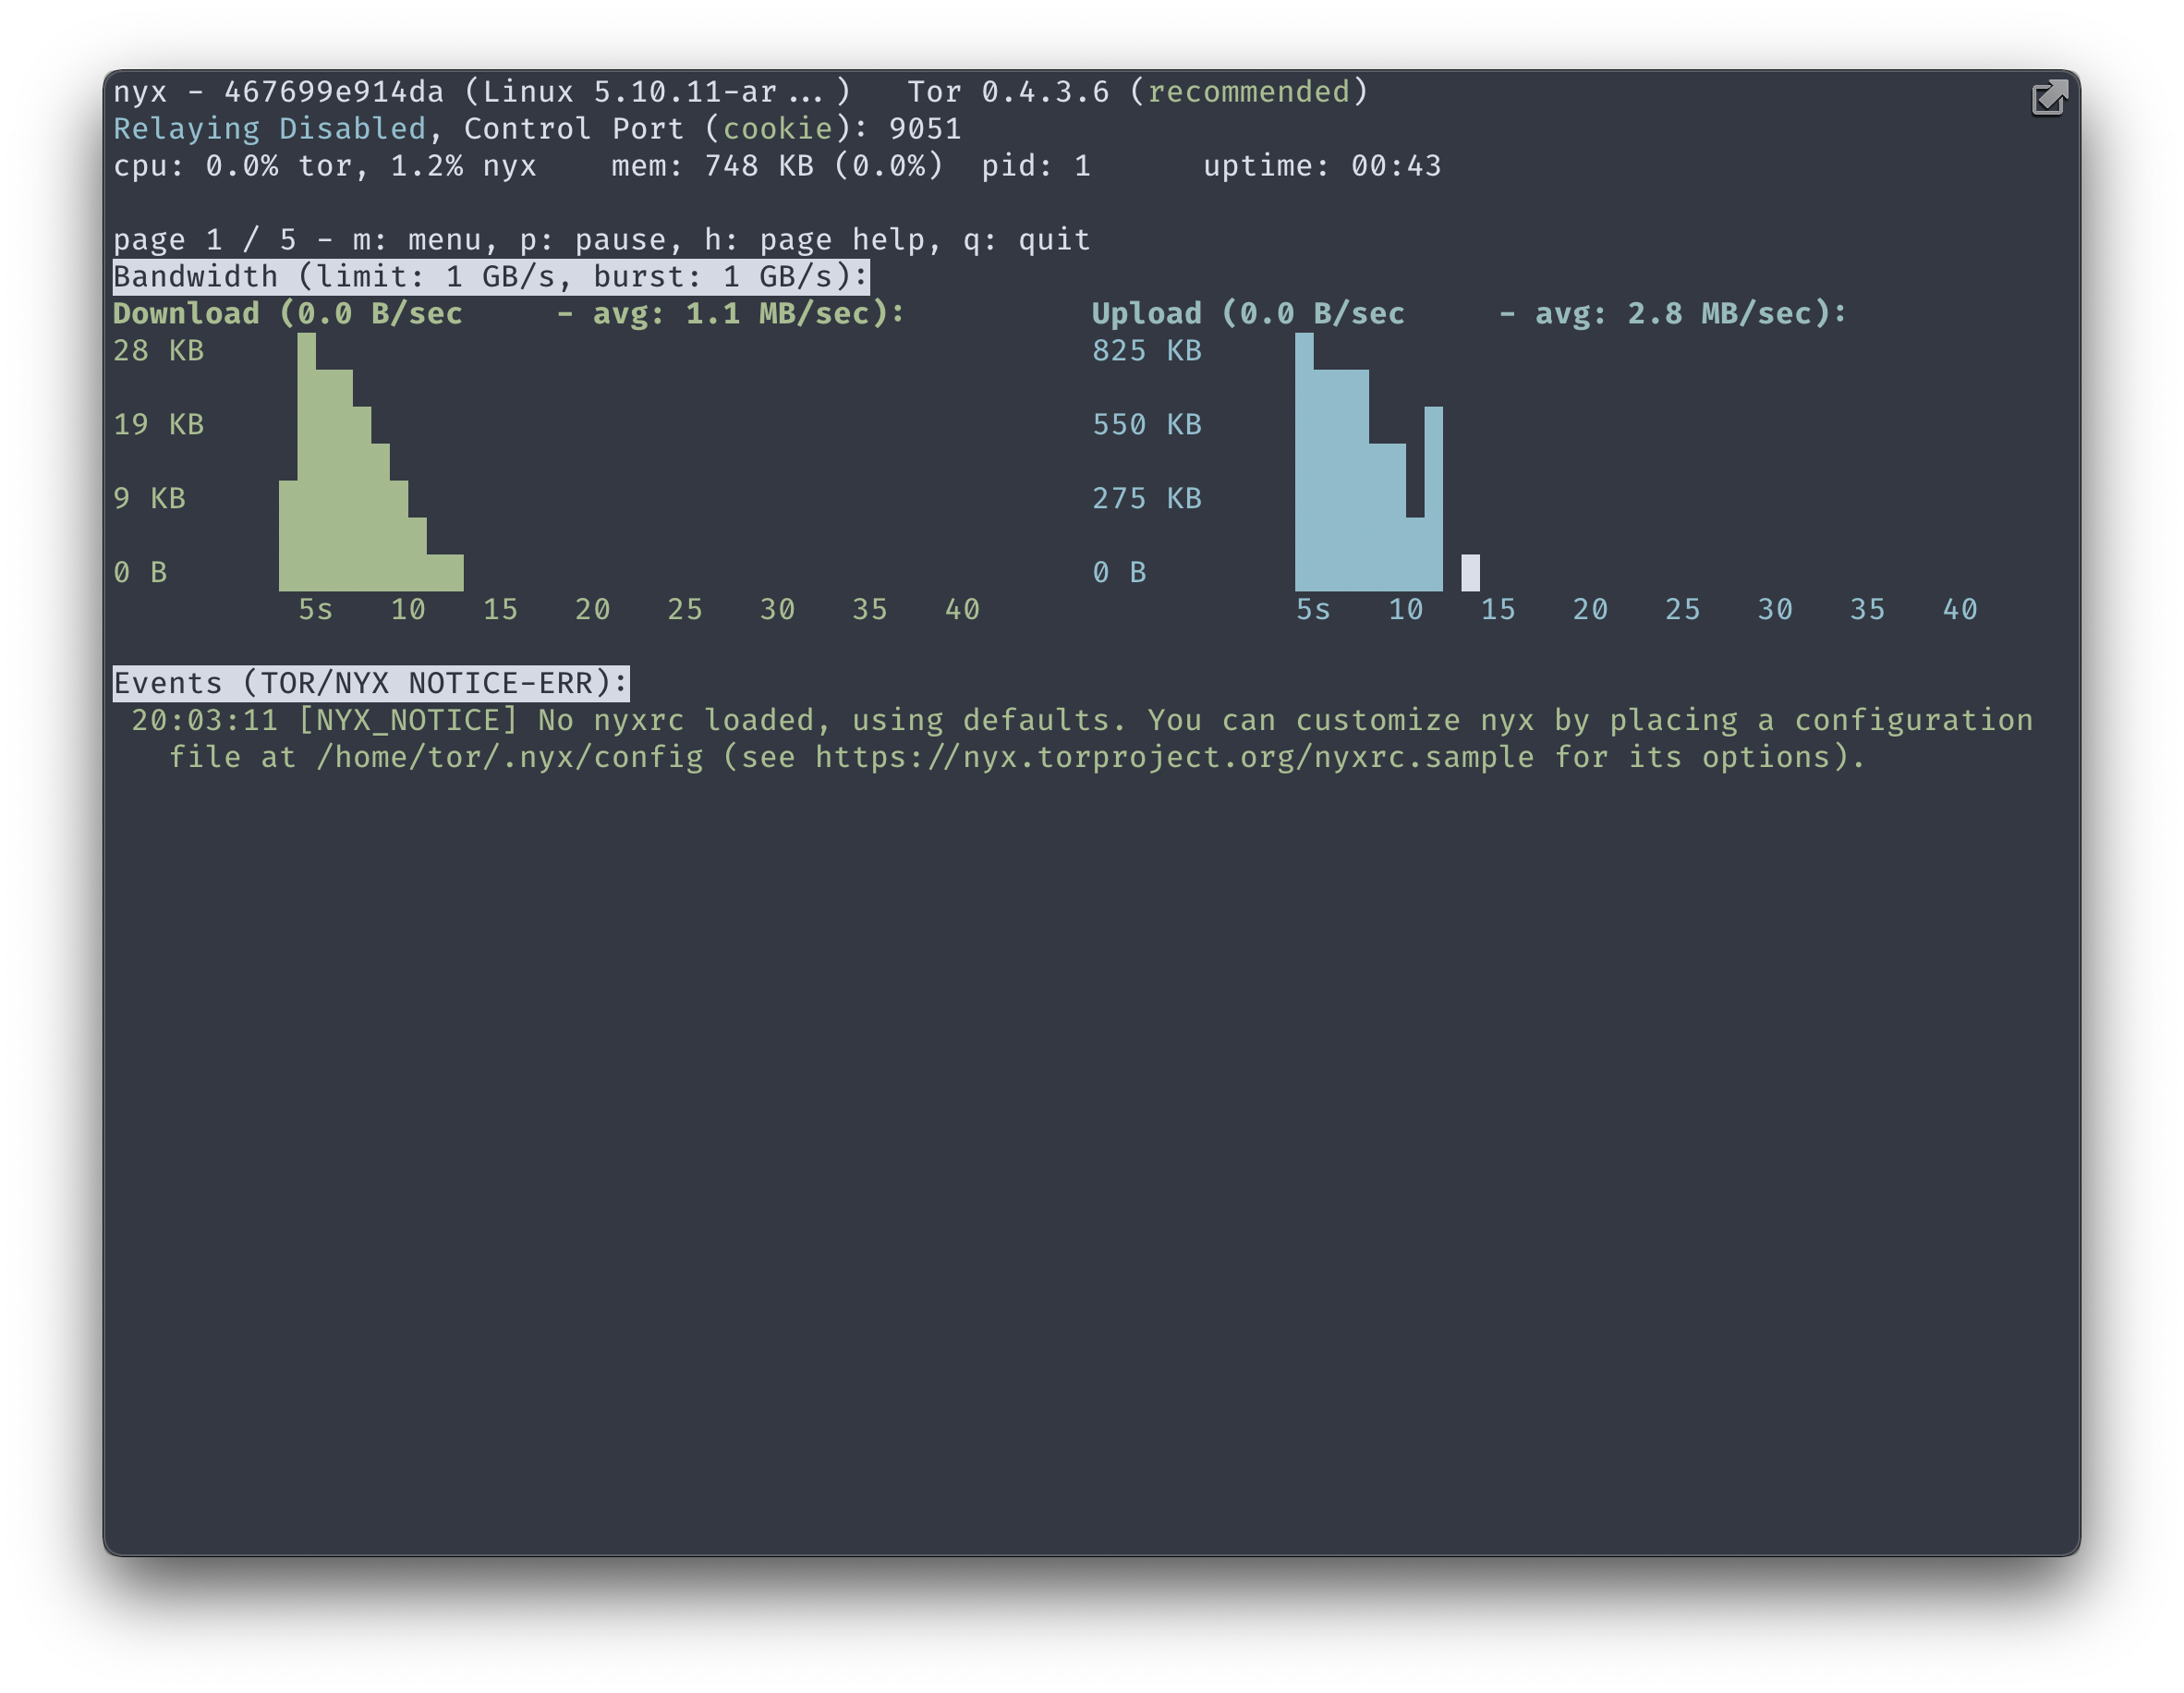 nyx - 467699e914da (Linux 5.10.11-ar...)   Tor 0.4.3.6 (recommended)
Relaying Disabled, Control Port (cookie): 9051
cpu: 0.0% tor, 1.2% nyx    mem: 748 KB (0.0%)  pid: 1      uptime: 00:43
page 1 / 5 - m: menu, p: pause, h: page help, q: quit
Bandwidth (limit: 1 GB/s, burst: 1 GB/s):
Download (0.0 B/sec     - avg: 1.1 MB/sec):
28 KB
19 KB
9 KB
0 B
5s   10   15   20   25   30   35   40
Upload (0.0 B/sec     - avg: 2.8 MB/sec):
825 KB
550 KB
275 KB
0 B
5s   10   15   20   25   30   35   40
Events (TOR/NYX NOTICE-ERR):
20:03:11 [NYX_NOTICE] No nyxrc loaded, using defaults. You can customize nyx by placing a configuration
file at /home/tor/.nyx/config (see https://nyx.torproject.org/nyxrc.sample for its options).